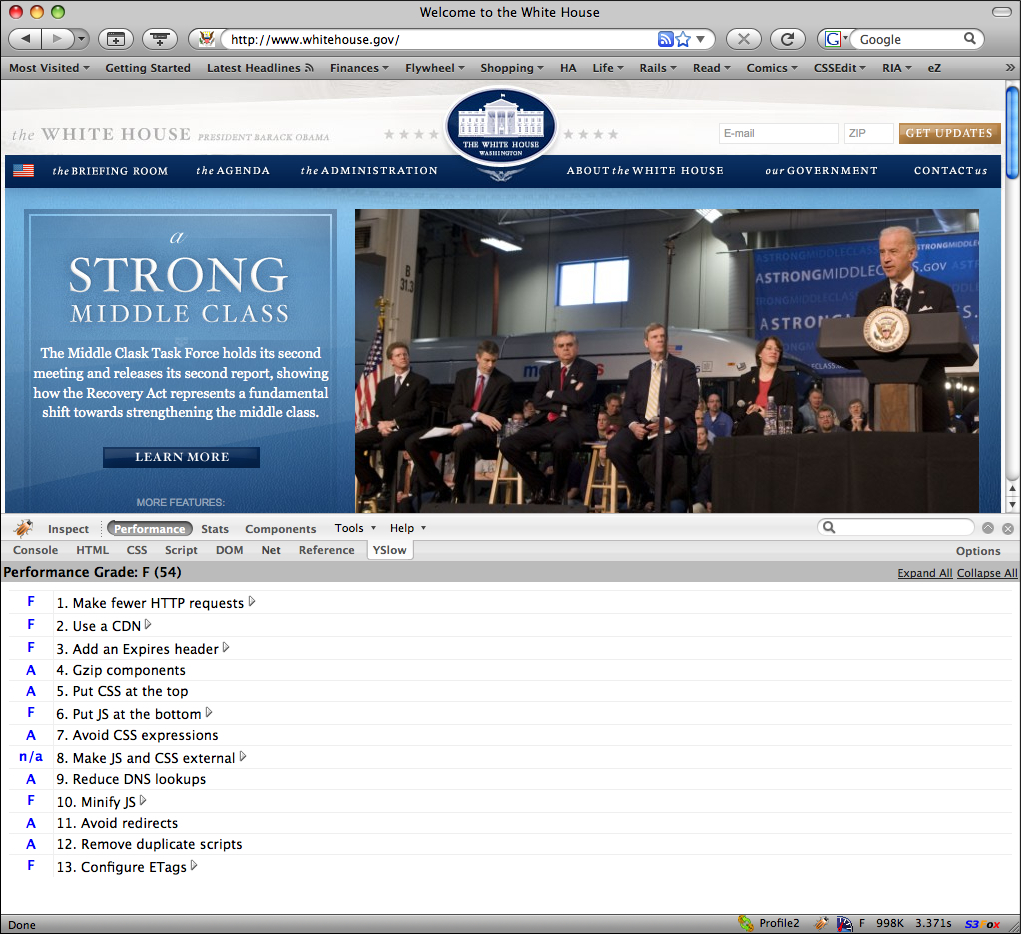 Welcome to the White House
http://www.whitehouse.gov/
G Google
Most Visited Getting Started Latest Headlines Finances Flywheel Shopping HA Life Rails Read Comics CSSEdit RIA eZ »
the WHITE HOUSE PRESIDENT BARACK OBAMA
THE WHITE HOUSE
WASHINGTON
E-mail ZIP GET UPDATES
the BRIEFING ROOM the AGENDA the ADMINISTRATION ABOUT the WHITE HOUSE our GOVERNMENT CONTACT us
a
STRONG
MIDDLE CLASS
The Middle Clask Task Force holds its second
meeting and releases its second report, showing
how the Recovery Act represents a fundamental
shift towards strengthening the middle class.
LEARN MORE
MORE FEATURES:
B
31.3
STRONGMIDDLECLASS
ASTRONGMIDDLECLASS.GOV
ASTRONG
Inspect Performance Stats Components Tools Help
Console HTML CSS Script DOM Net Reference YSlow Options
Performance Grade: F (54) Expand All Collapse All
F 1. Make fewer HTTP requests
F 2. Use a CDN
F 3. Add an Expires header
A 4. Gzip components
A 5. Put CSS at the top
F 6. Put JS at the bottom
A 7. Avoid CSS expressions
n/a 8. Make JS and CSS external
A 9. Reduce DNS lookups
F 10. Minify JS
A 11. Avoid redirects
A 12. Remove duplicate scripts
F 13. Configure ETags
Done Profile2 F 998K 3.371s S3Fox